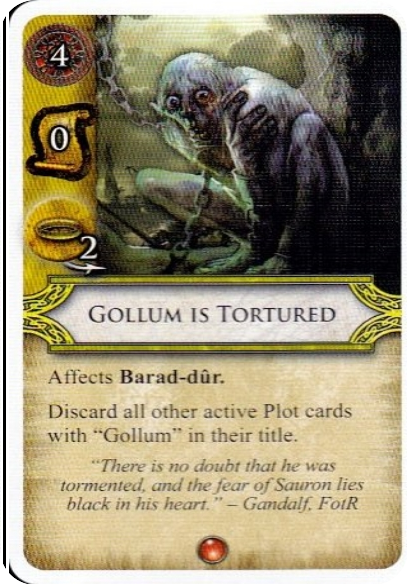 4
0
2
GOLLUM IS TORTURED
Affects Barad-dûr.
Discard all other active Plot cards
with “Gollum” in their title.
“There is no doubt that he was
tormented, and the fear of Sauron lies
black in his heart.” – Gandalf, FotR